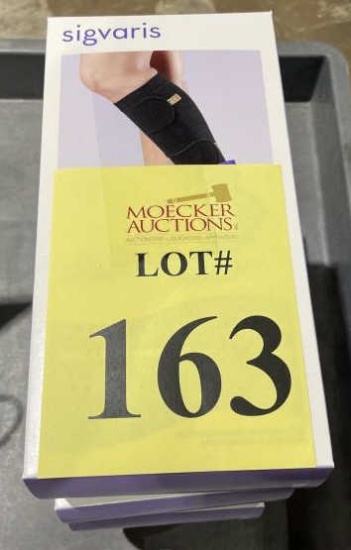 sigvaris
MOECKER
AUCTIONS
LOT#
163